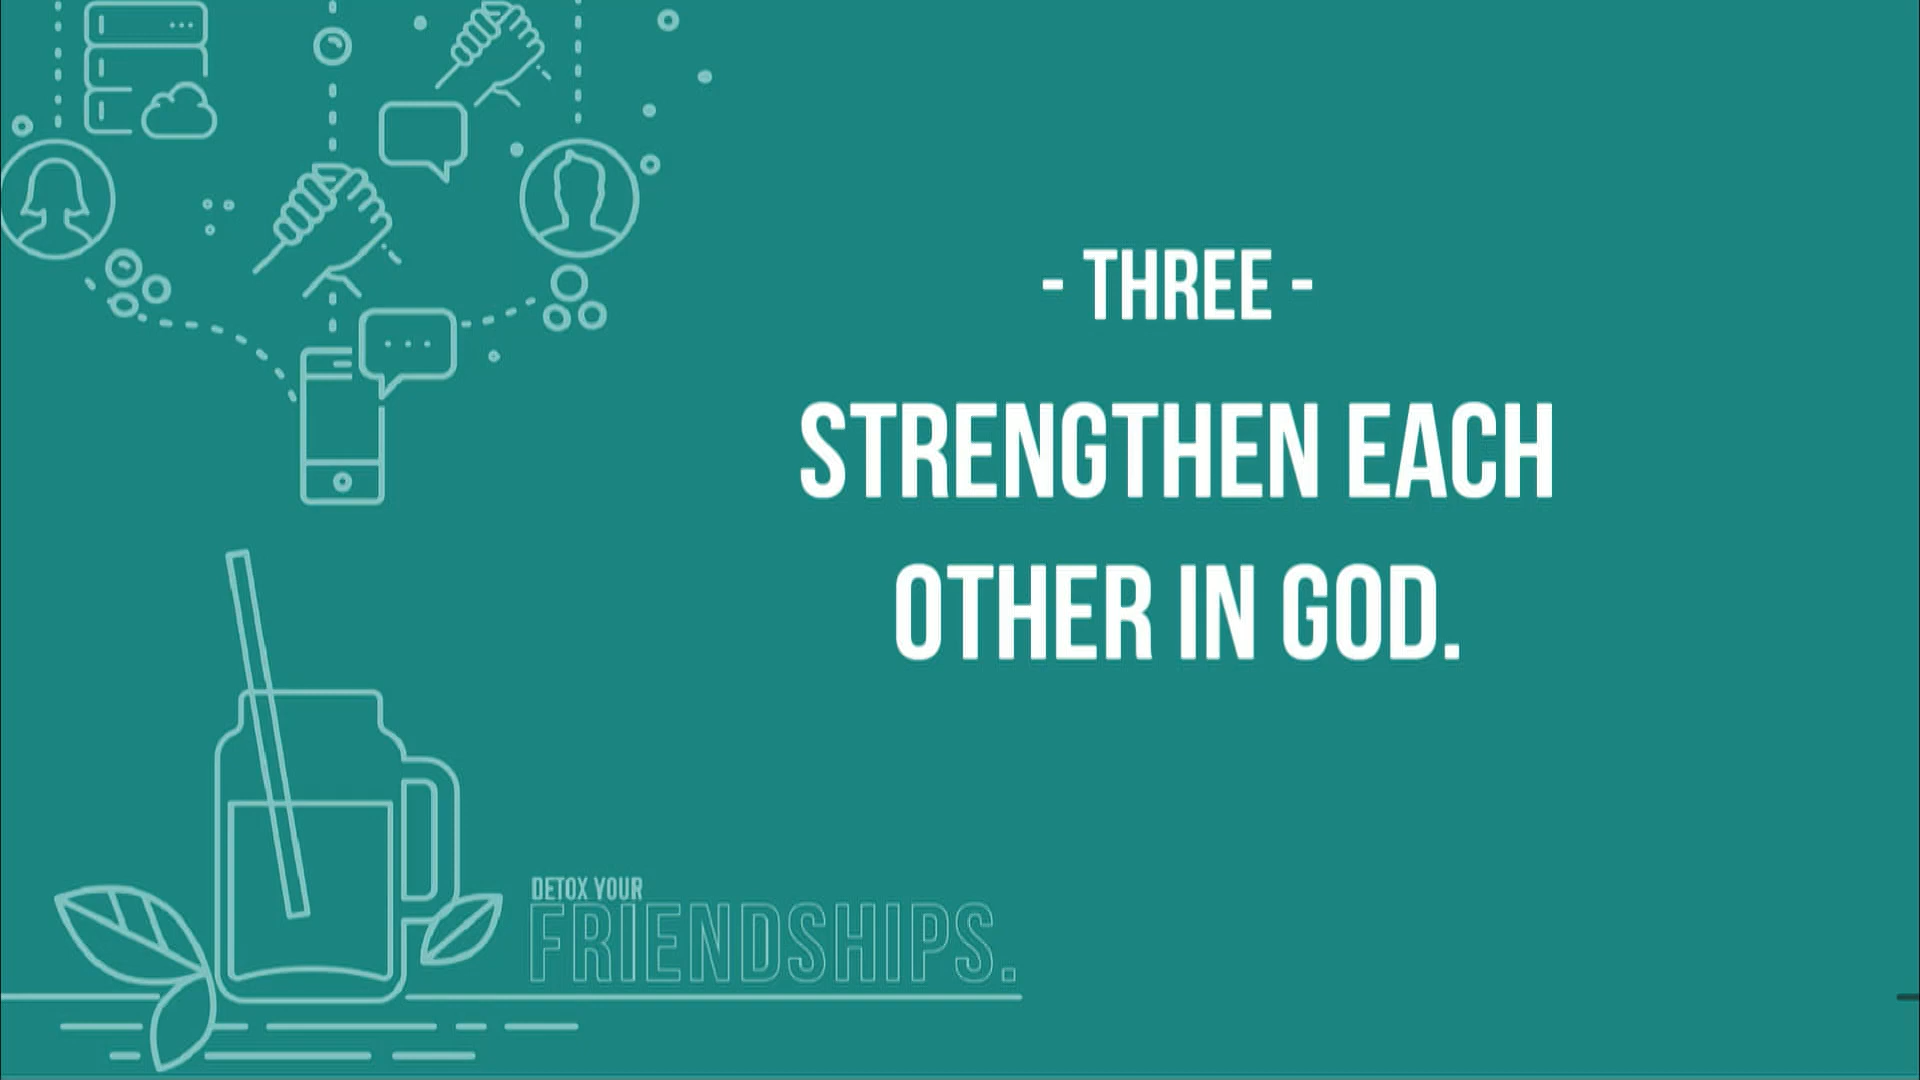 - THREE -
STRENGTHEN EACH
OTHER IN GOD.
DETOX YOUR
FRIENDSHIPS.